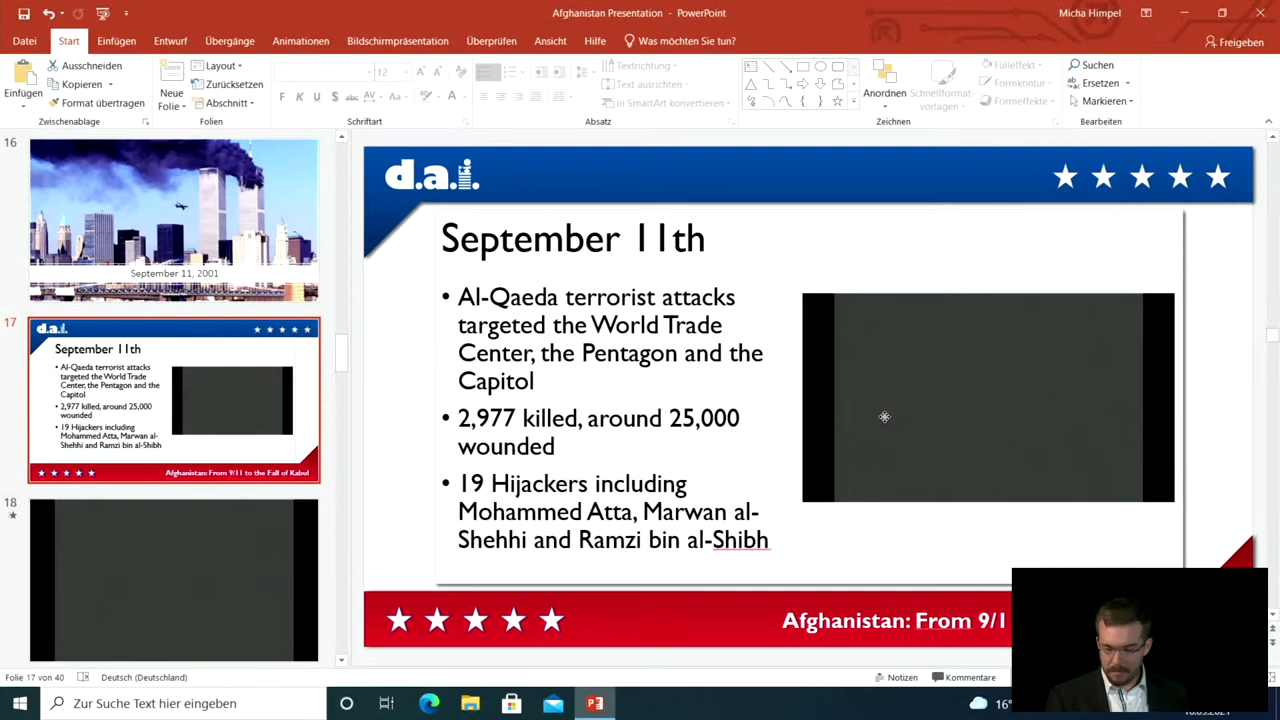 Afghanistan Presentation - PowerPoint
Micha Himpel
Datei Start Einfügen Entwurf Übergänge Animationen Bildschirmpräsentation Überprüfen Ansicht Hilfe Was möchten Sie tun? Freigeben
Einfügen
Ausschneiden
Kopieren
Format übertragen
Zwischenablage
Neue
Folie
Layout
Zurücksetzen
Abschnitt
Folien
12
F K U S abc AV Aa A
Schriftart
Textrichtung
Text ausrichten
In SmartArt konvertieren
Absatz
Anordnen
Schnellformat-
vorlagen
Fülleffekt
Formkontur
Formeffekte
Zeichnen
Suchen
Ersetzen
Markieren
Bearbeiten
16
September 11, 2001
17
d.a.i.
September 11th
• Al-Qaeda terrorist attacks
targeted the World Trade
Center, the Pentagon and the
Capitol
• 2,977 killed, around 25,000
wounded
• 19 Hijackers including
Mohammed Atta, Marwan al-
Shehhi and Ramzi bin al-Shibh
Afghanistan: From 9/11 to the Fall of Kabul
18
d.a.i.
September 11th
• Al-Qaeda terrorist attacks
targeted the World Trade
Center, the Pentagon and the
Capitol
• 2,977 killed, around 25,000
wounded
• 19 Hijackers including
Mohammed Atta, Marwan al-
Shehhi and Ramzi bin al-Shibh
Afghanistan: From 9/1
Folie 17 von 40 Deutsch (Deutschland) Notizen Kommentare
Zur Suche Text hier eingeben
16°